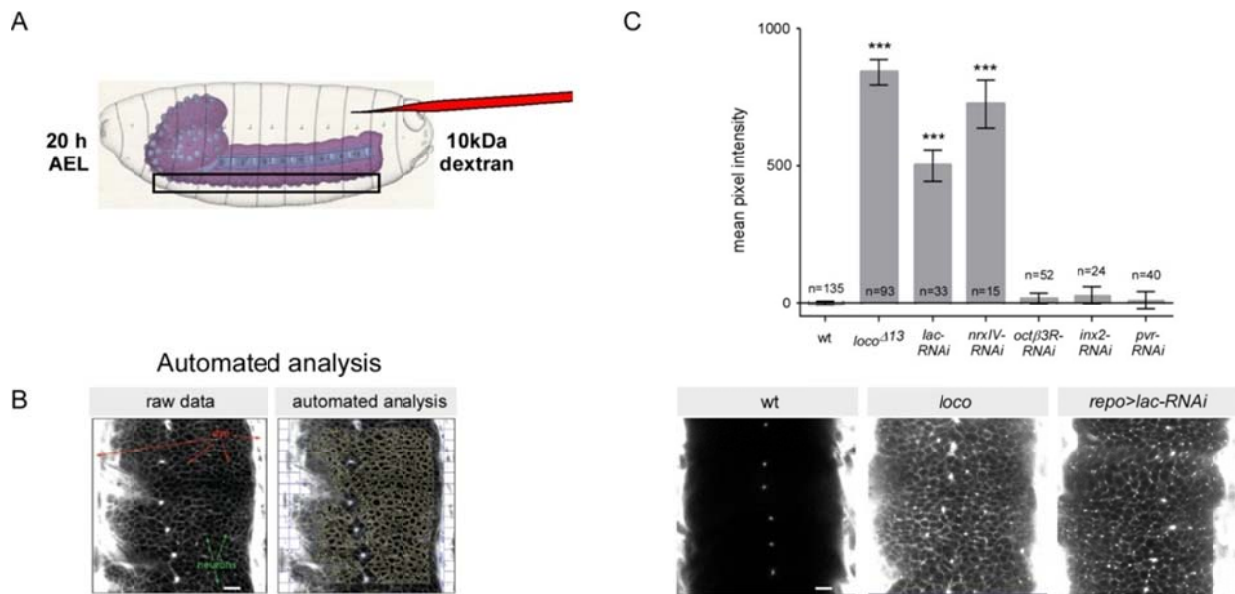 A
20 h
AEL
10kDa
dextran
Automated analysis
B
raw data
automated analysis
neurons
C
mean pixel intensity
1000
500
0
***
***
***
n=135
n=93
n=33
n=15
n=52
n=24
n=40
wt
loco^Δ13
lac-
RNAi
nrxIV-
RNAi
octβ3R-
RNAi
inx2-
RNAi
pvr-
RNAi
wt
loco
repo>lac-RNAi